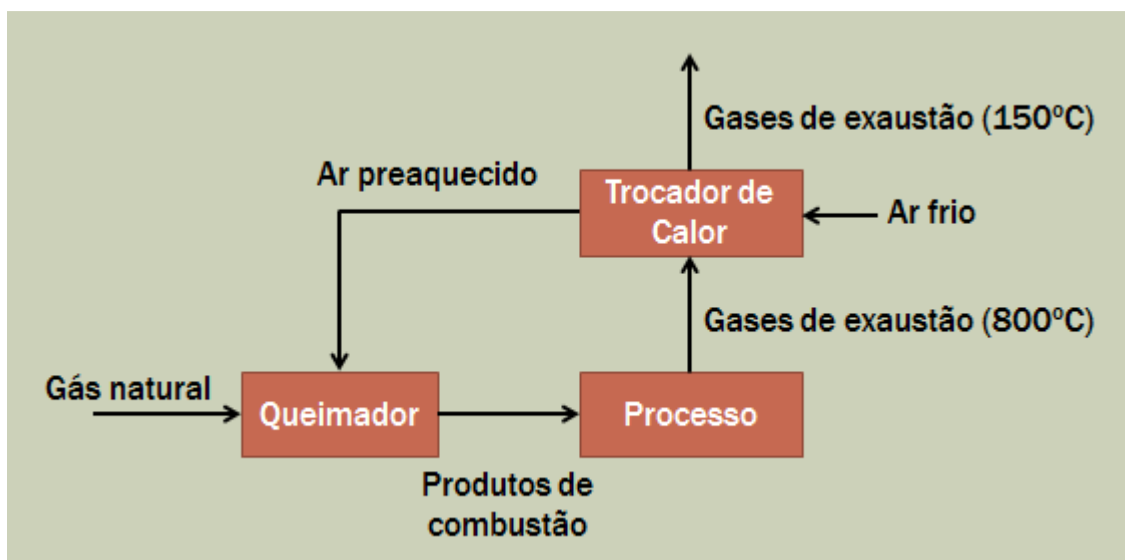 Gases de exaustão (150ºC)
Ar preaquecido
Trocador de
Calor
Ar frio
Gases de exaustão (800ºC)
Gás natural
Queimador
Processo
Produtos de
combustão